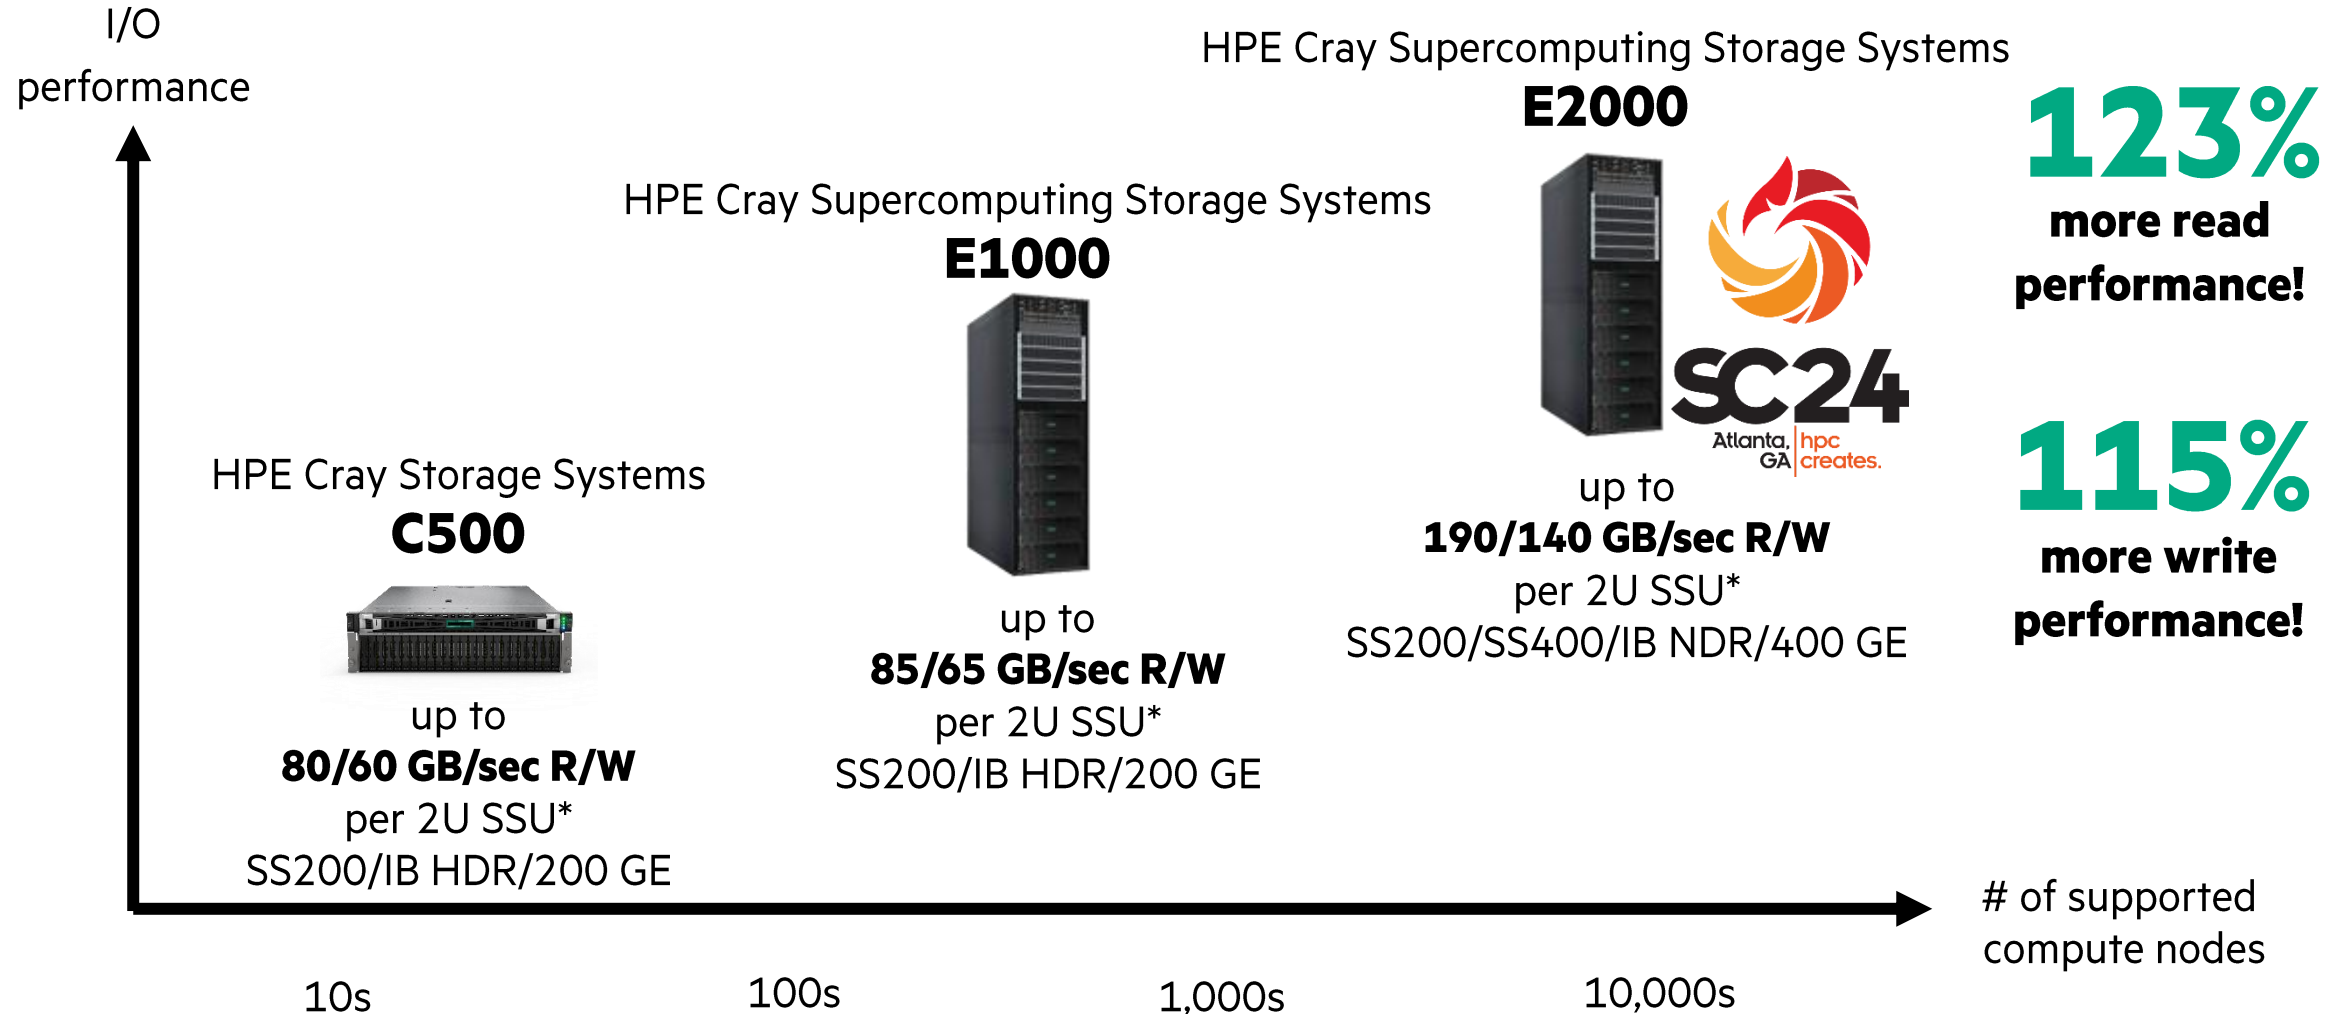 I/O
performance
HPE Cray Supercomputing Storage Systems
E2000
123%
more read
performance!
HPE Cray Supercomputing Storage Systems
E1000
SC24
Atlanta,
GA
hpc
creates.
115%
more write
performance!
HPE Cray Storage Systems
C500
up to
190/140 GB/sec R/W
per 2U SSU*
SS200/SS400/IB NDR/400 GE
up to
85/65 GB/sec R/W
per 2U SSU*
SS200/IB HDR/200 GE
up to
80/60 GB/sec R/W
per 2U SSU*
SS200/IB HDR/200 GE
# of supported
compute nodes
10s
100s
1,000s
10,000s